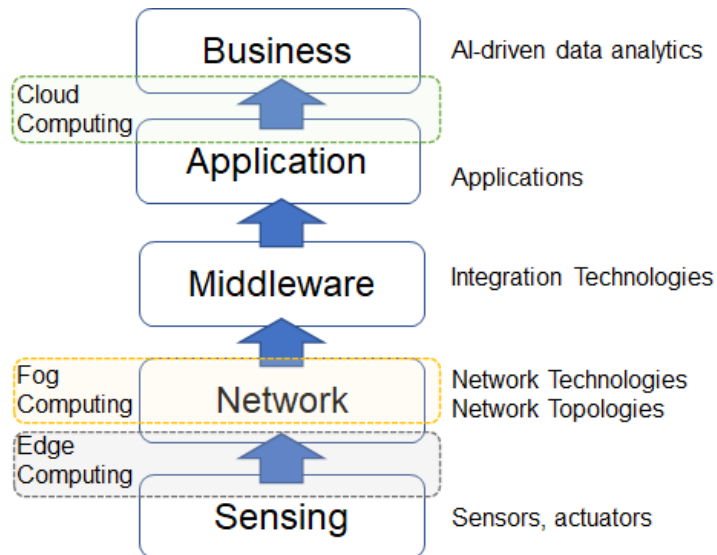 Business
AI-driven data analytics
Cloud
Computing
Application
Applications
Middleware
Integration Technologies
Fog
Computing
Network
Network Technologies
Network Topologies
Edge
Computing
Sensing
Sensors, actuators